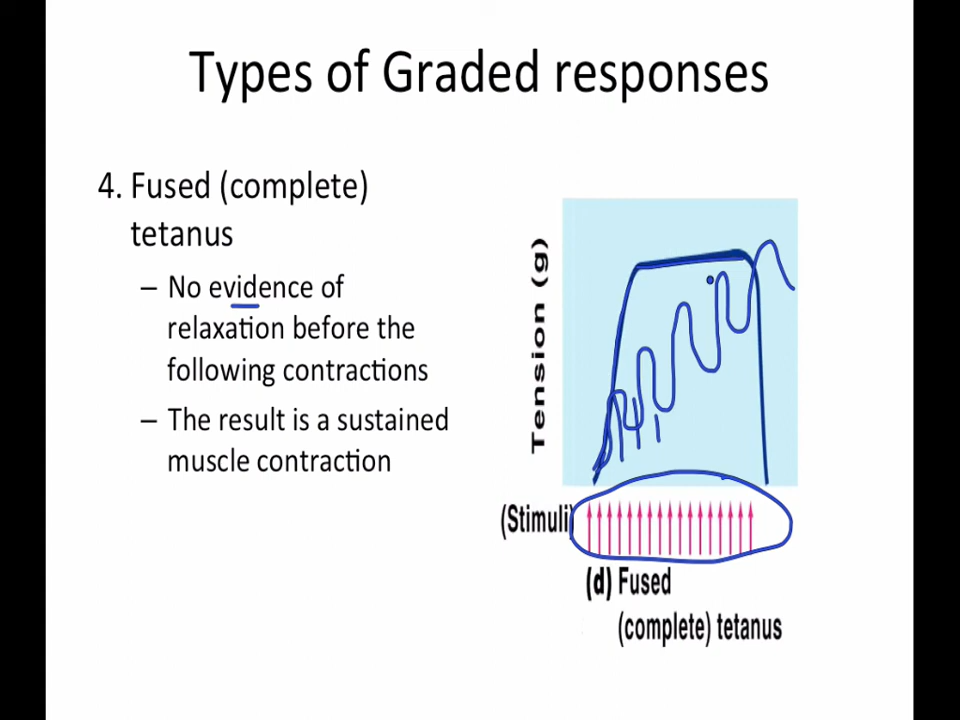 Types of Graded responses
4. Fused (complete)
tetanus
– No evidence of
relaxation before the
following contractions
– The result is a sustained
muscle contraction
Tension (g)
(Stimuli)
(d) Fused
(complete) tetanus